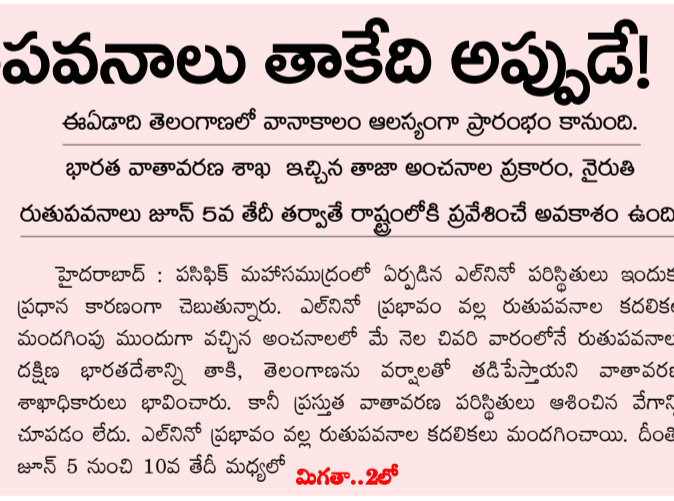 పవనాలు తాకేది అప్పుడే!
ఈఏడాది తెలంగాణలో వానాకాలం ఆలస్యంగా ప్రారంభం కానుంది.
భారత వాతావరణ శాఖ ఇచ్చిన తాజా అంచనాల ప్రకారం, నైరుతి
రుతుపవనాలు జూన్ 5వ తేదీ తర్వాతే రాష్ట్రంలోకి ప్రవేశించే అవకాశం ఉంది
హైదరాబాద్ : పసిఫిక్ మహాసముద్రంలో ఏర్పడిన ఎల్‌నినో పరిస్థితులు ఇందుక
ప్రధాన కారణంగా చెబుతున్నారు. ఎల్‌నినో ప్రభావం వల్ల రుతుపవనాల కదలిక
మందగింపు ముందుగా వచ్చిన అంచనాలలో మే నెల చివరి వారంలోనే రుతుపవనాల
దక్షిణ భారతదేశాన్ని తాకి, తెలంగాణను వర్షాలతో తడిపేస్తాయని వాతావరణ
శాఖాధికారులు భావించారు. కానీ ప్రస్తుత వాతావరణ పరిస్థితులు ఆశించిన వేగాన్ని
చూపడం లేదు. ఎల్‌నినో ప్రభావం వల్ల రుతుపవనాల కదలికలు మందగించాయి. దీంతో
జూన్ 5 నుంచి 10వ తేదీ మధ్యలో మిగతా..2లో